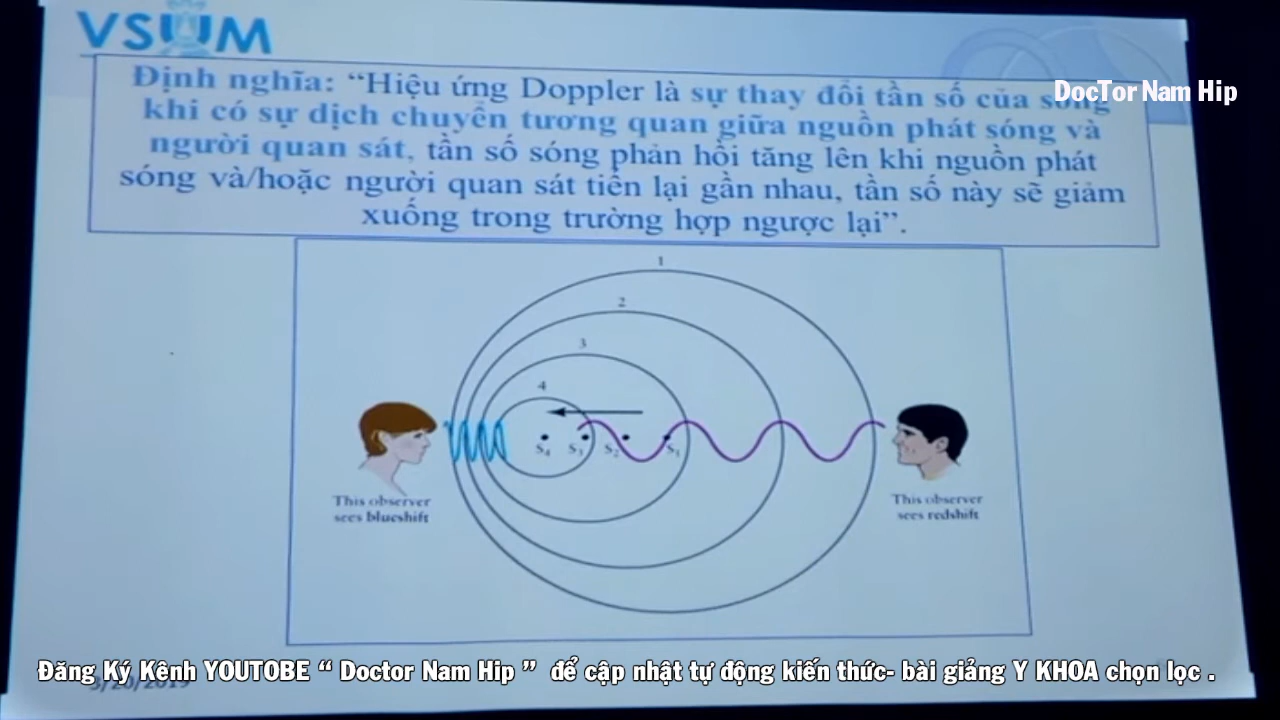 VSUM
DocTor Nam Hip
Định nghĩa: “Hiệu ứng Doppler là sự thay đổi tần số của sóng
khi có sự dịch chuyển tương quan giữa nguồn phát sóng và
người quan sát, tần số sóng phản hồi tăng lên khi nguồn phát
sóng và/hoặc người quan sát tiến lại gần nhau, tần số này sẽ giảm
xuống trong trường hợp ngược lại”.
1
2
3
4
S4 S3 S2 S1
This observer
sees blueshift
This observer
sees redshift
Đăng Ký Kênh YOUTOBE “ Doctor Nam Hip ” để cập nhật tự động kiến thức- bài giảng Y KHOA chọn lọc .